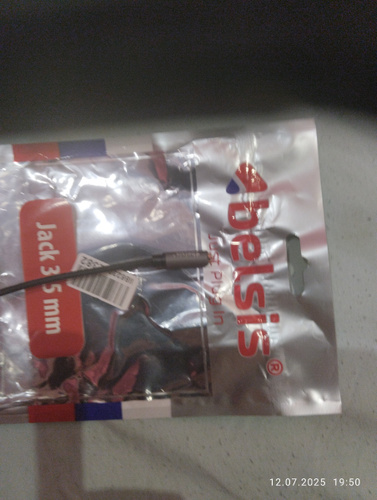 belsis®
Just Plug In
Jack 3.5 mm
12.07.2025 19:50